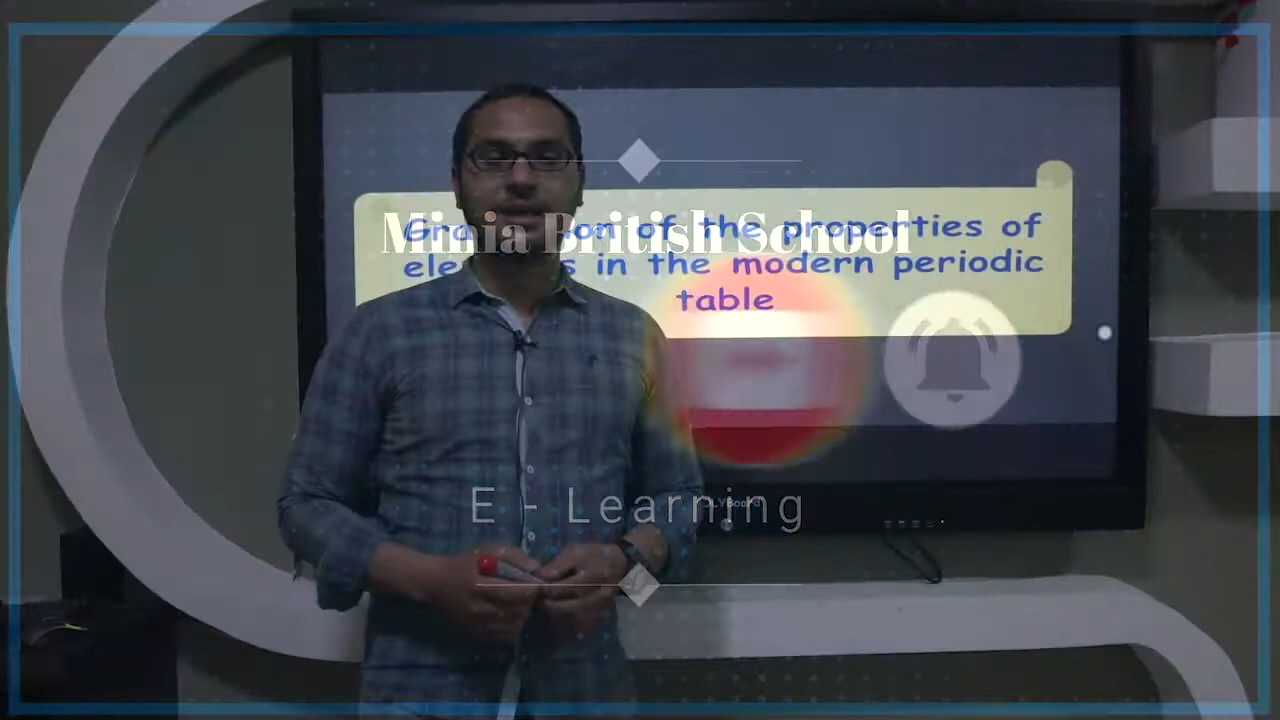 Minia British School
of the properties of
in the modern periodic
table
E - Learning